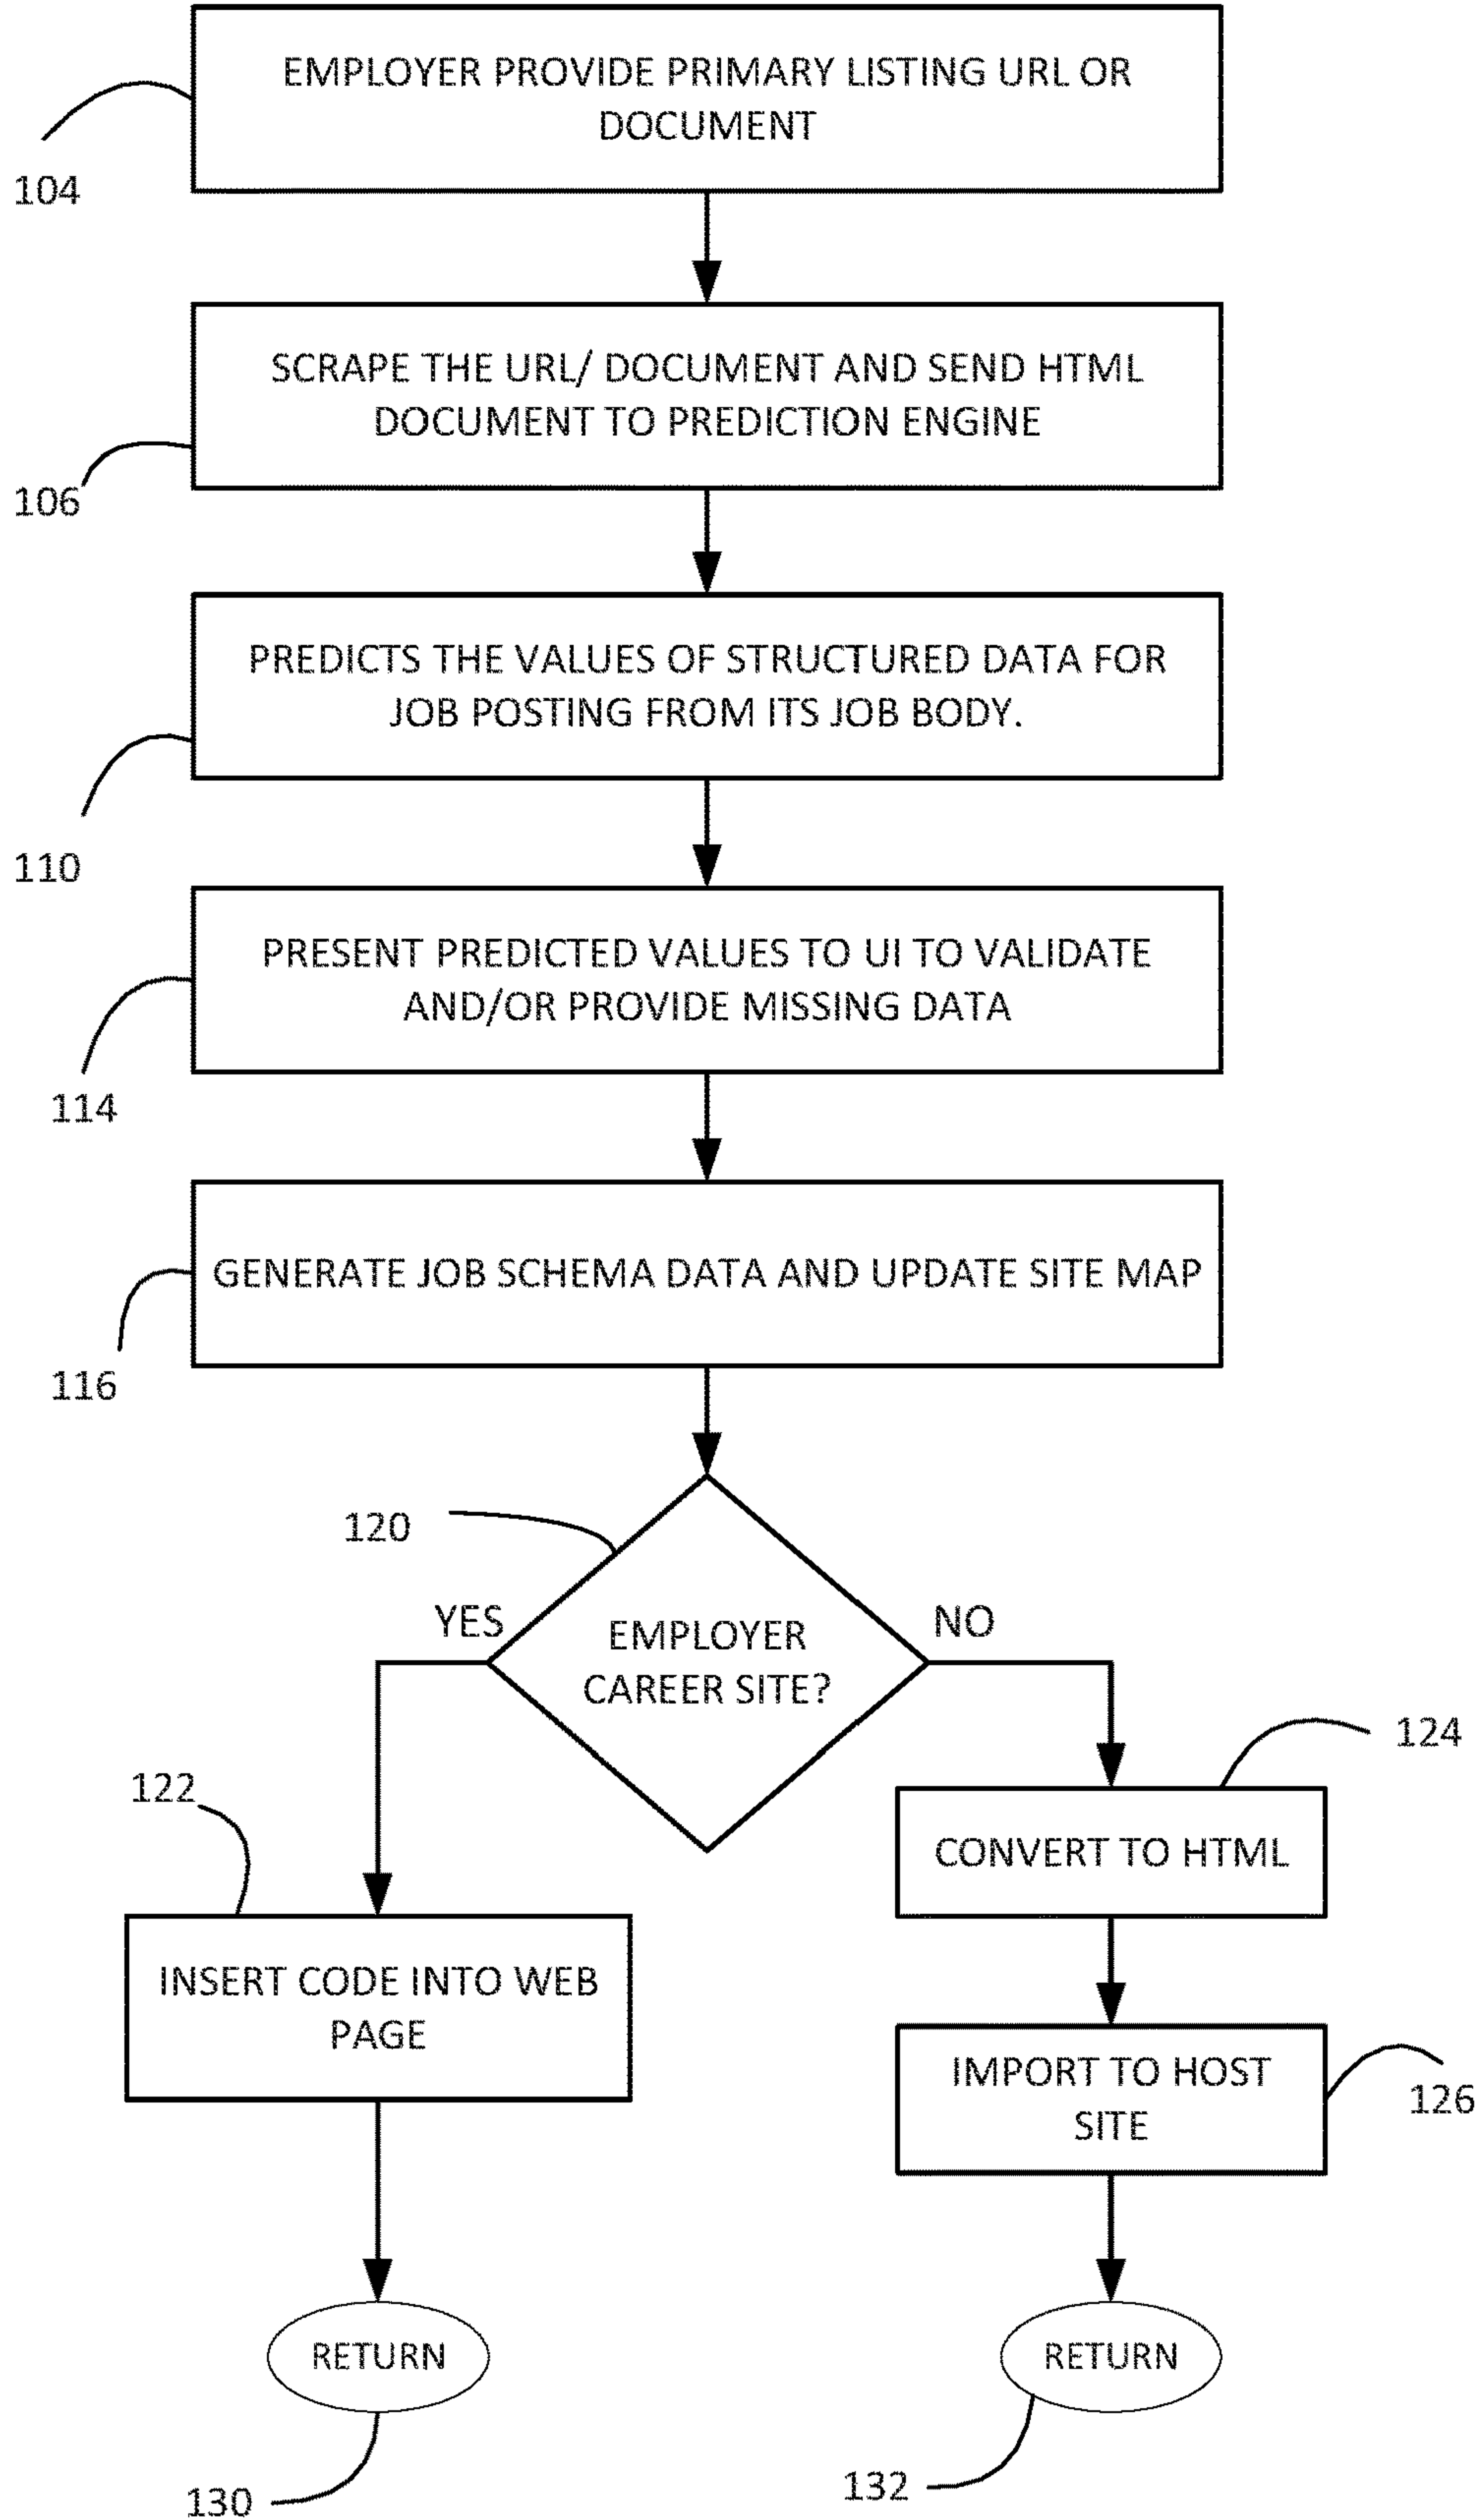 EMPLOYER PROVIDE PRIMARY LISTING URL OR
DOCUMENT
104
SCRAPE THE URL/ DOCUMENT AND SEND HTML
DOCUMENT TO PREDICTION ENGINE
106
PREDICTS THE VALUES OF STRUCTURED DATA FOR
JOB POSTING FROM ITS JOB BODY.
110
PRESENT PREDICTED VALUES TO UI TO VALIDATE
AND/OR PROVIDE MISSING DATA
114
GENERATE JOB SCHEMA DATA AND UPDATE SITE MAP
116
120
YES
NO
EMPLOYER
CAREER SITE?
124
122
CONVERT TO HTML
INSERT CODE INTO WEB
PAGE
IMPORT TO HOST
SITE
126
RETURN
RETURN
130
132